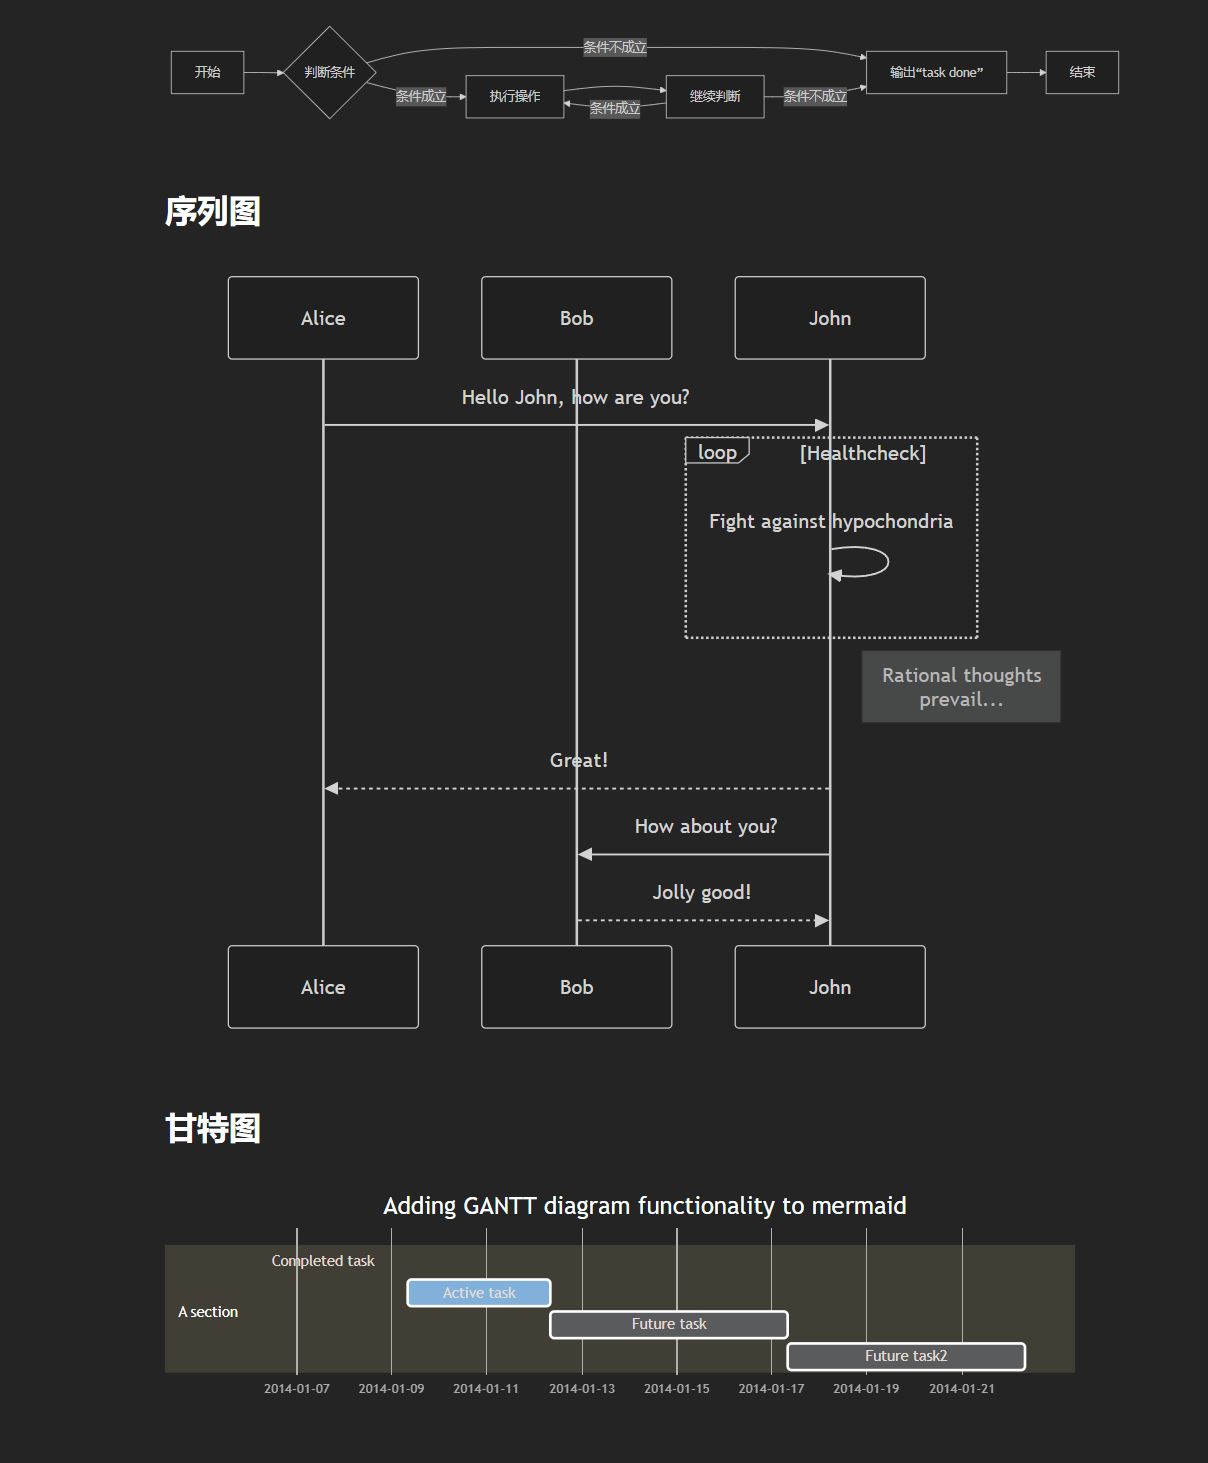 条件不成立
开始
判断条件
条件成立
执行操作
条件成立
继续判断
条件不成立
输出“task done”
结束
序列图
Alice
Bob
John
Hello John, how are you?
loop
[Healthcheck]
Fight against hypochondria
Rational thoughts
prevail...
Great!
How about you?
Jolly good!
Alice
Bob
John
甘特图
Adding GANTT diagram functionality to mermaid
Completed task
Active task
A section
Future task
Future task2
2014-01-07
2014-01-09
2014-01-11
2014-01-13
2014-01-15
2014-01-17
2014-01-19
2014-01-21